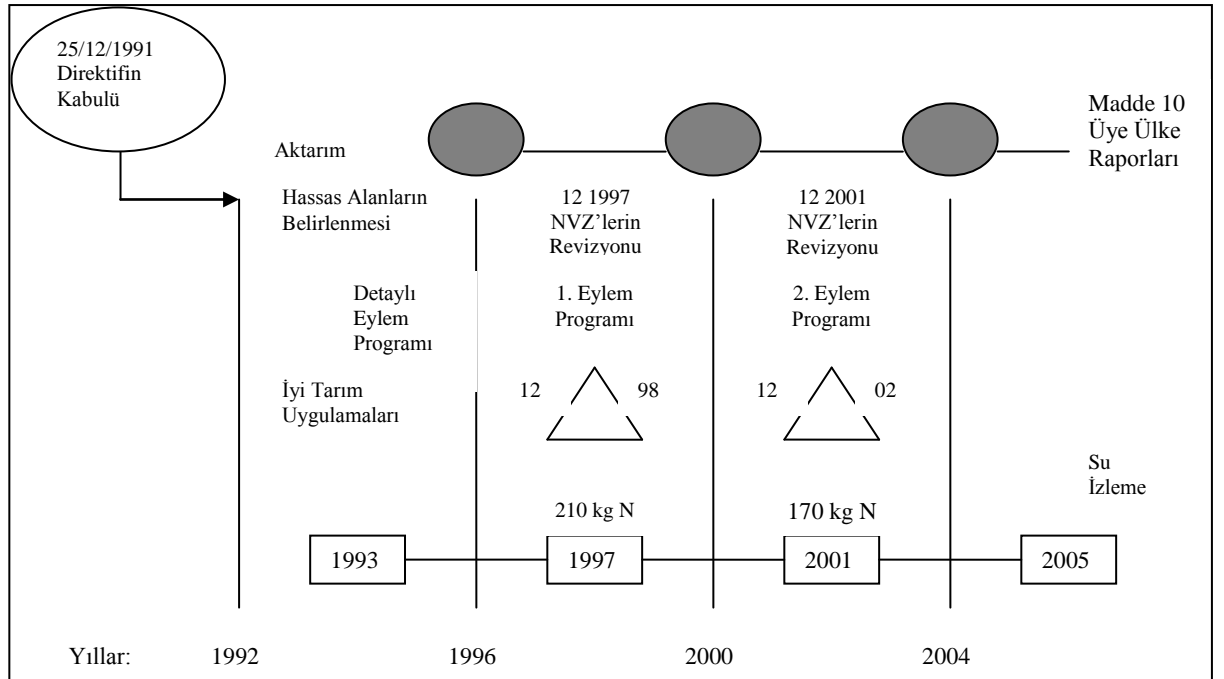 25/12/1991
Direktifin
Kabulü
Madde 10
Üye Ülke
Raporları
Aktarım
Hassas Alanların
Belirlenmesi
12 1997
NVZ’lerin
Revizyonu
12 2001
NVZ’lerin
Revizyonu
Detaylı
Eylem
Programı
1. Eylem
Programı
2. Eylem
Programı
İyi Tarım
Uygulamaları
12 98
12 02
Su
İzleme
210 kg N
170 kg N
1993 1997 2001 2005
Yıllar: 1992 1996 2000 2004